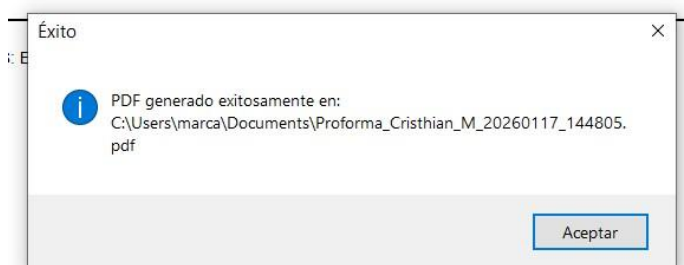 Éxito
s: E
PDF generado exitosamente en:
C:\Users\marca\Documents\Proforma_Cristhian_M_20260117_144805.
pdf
Aceptar